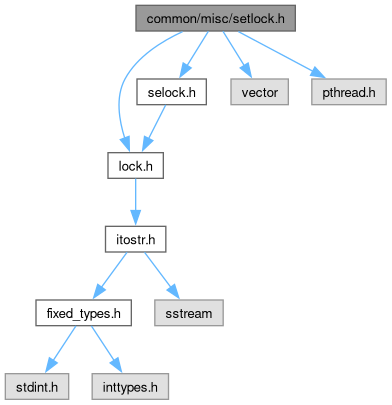 common/misc/setlock.h
selock.h
vector
pthread.h
lock.h
itostr.h
fixed_types.h
sstream
stdint.h
inttypes.h